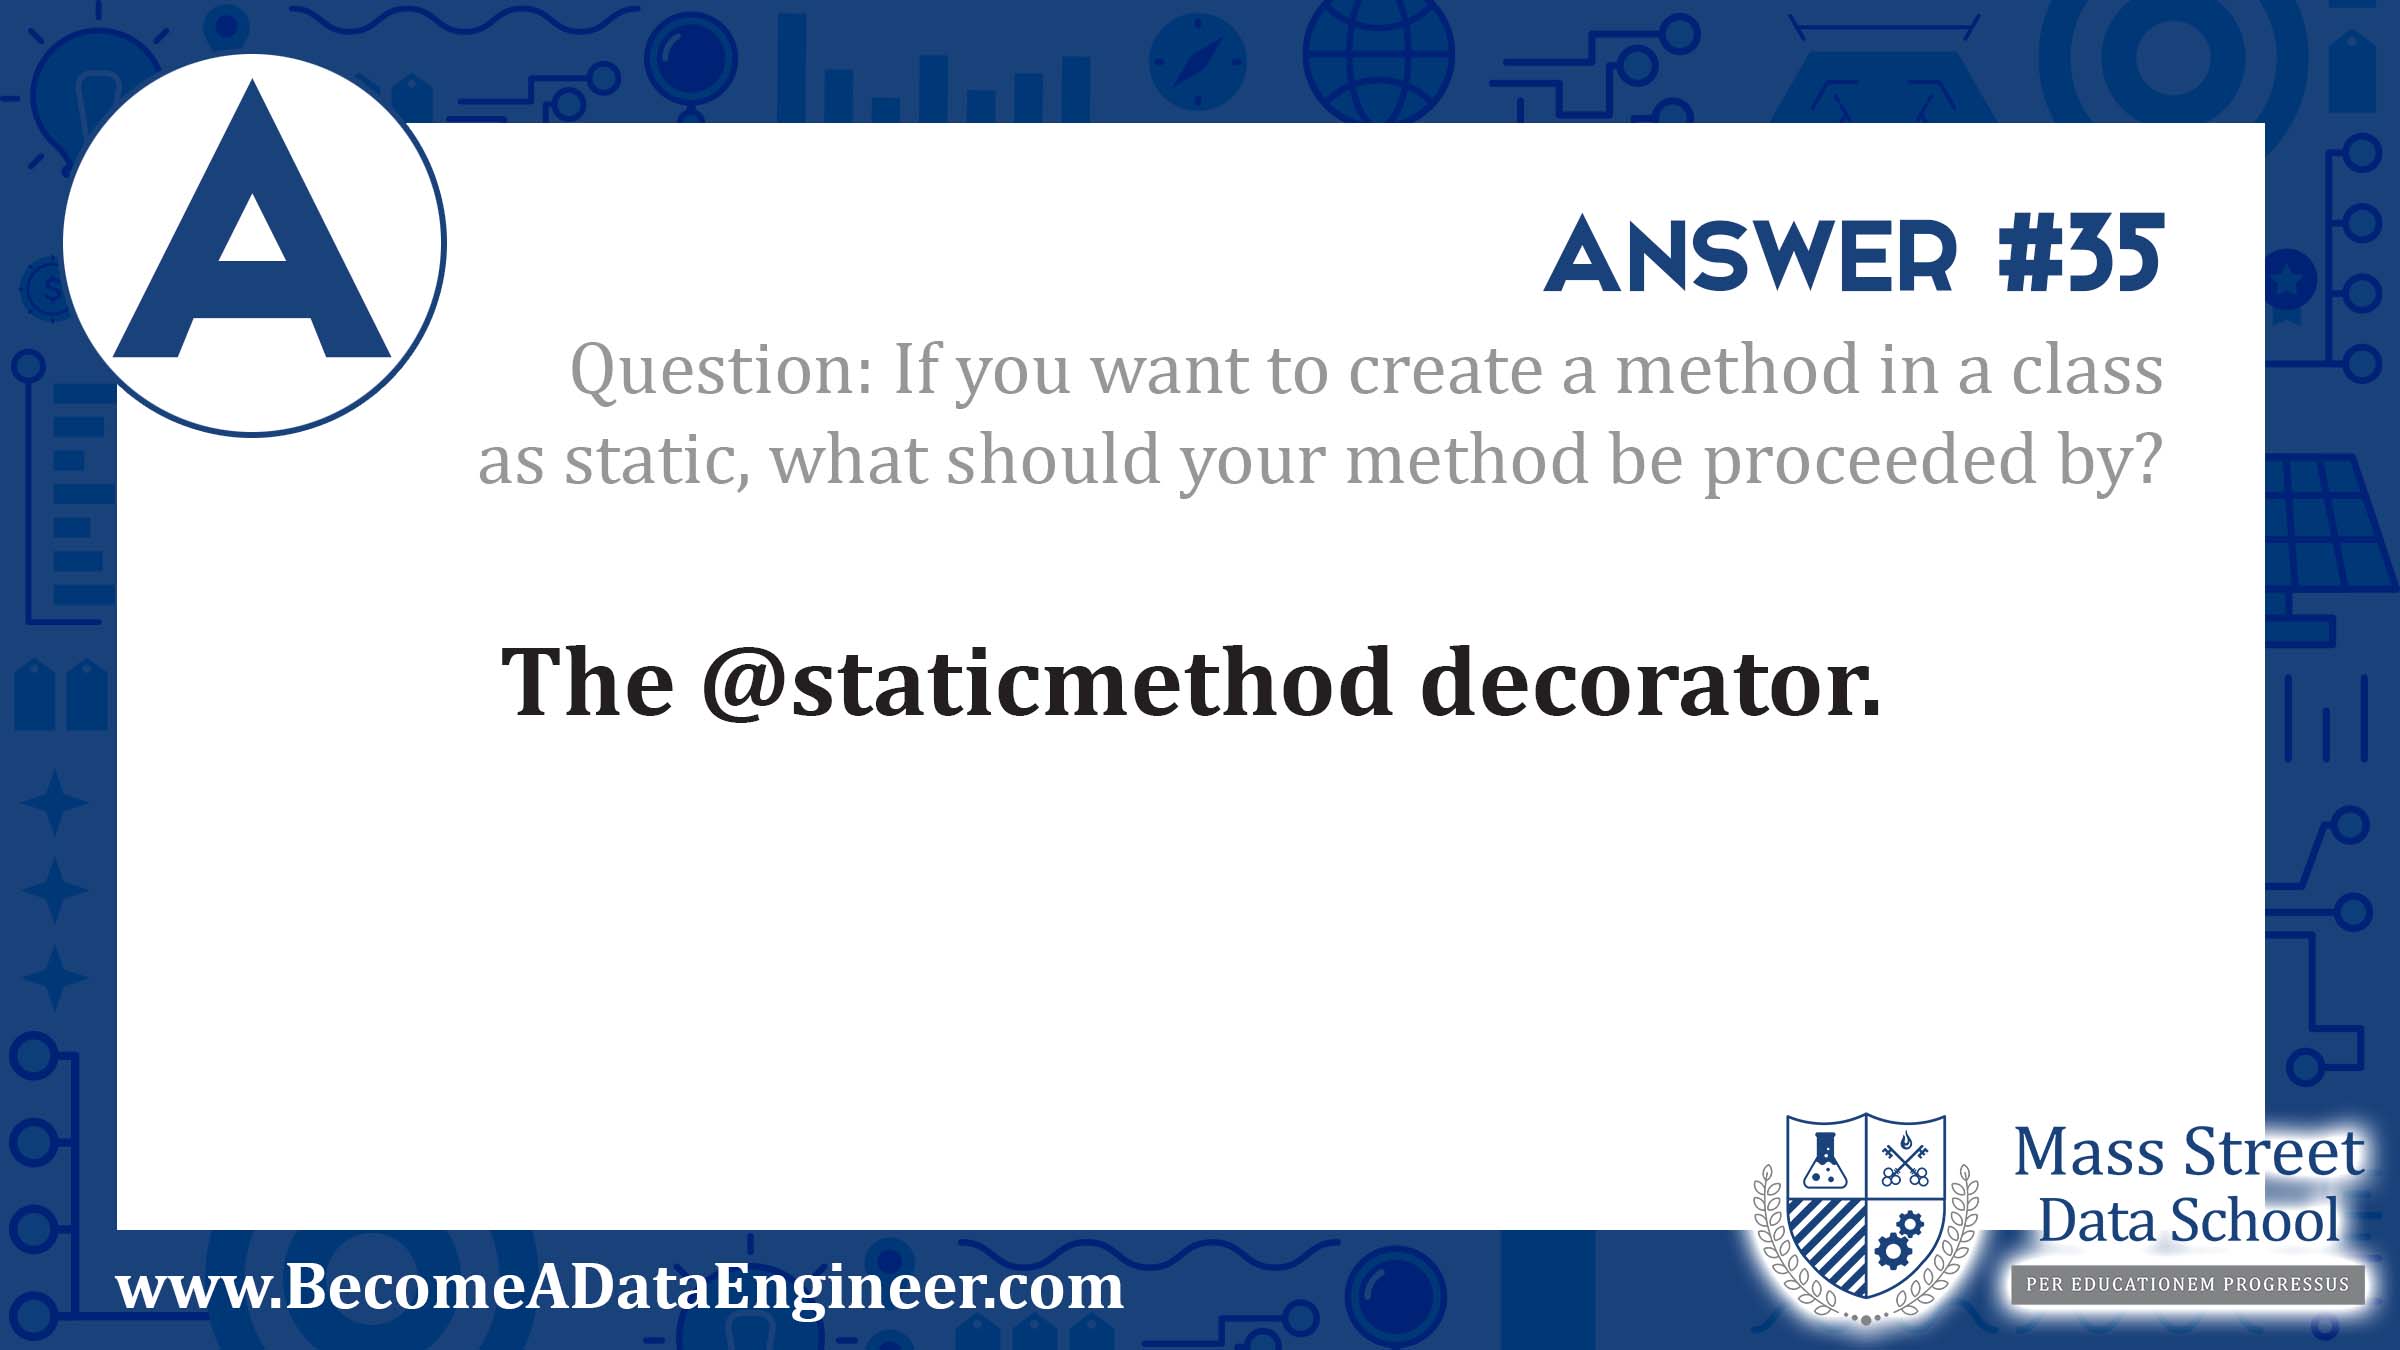 A
Answer #35
Question: If you want to create a method in a class
as static, what should your method be proceeded by?
The @staticmethod decorator.
www.BecomeADataEngineer.com
Mass Street
Data School
PER EDUCATIONEM PROGRESSUS
$